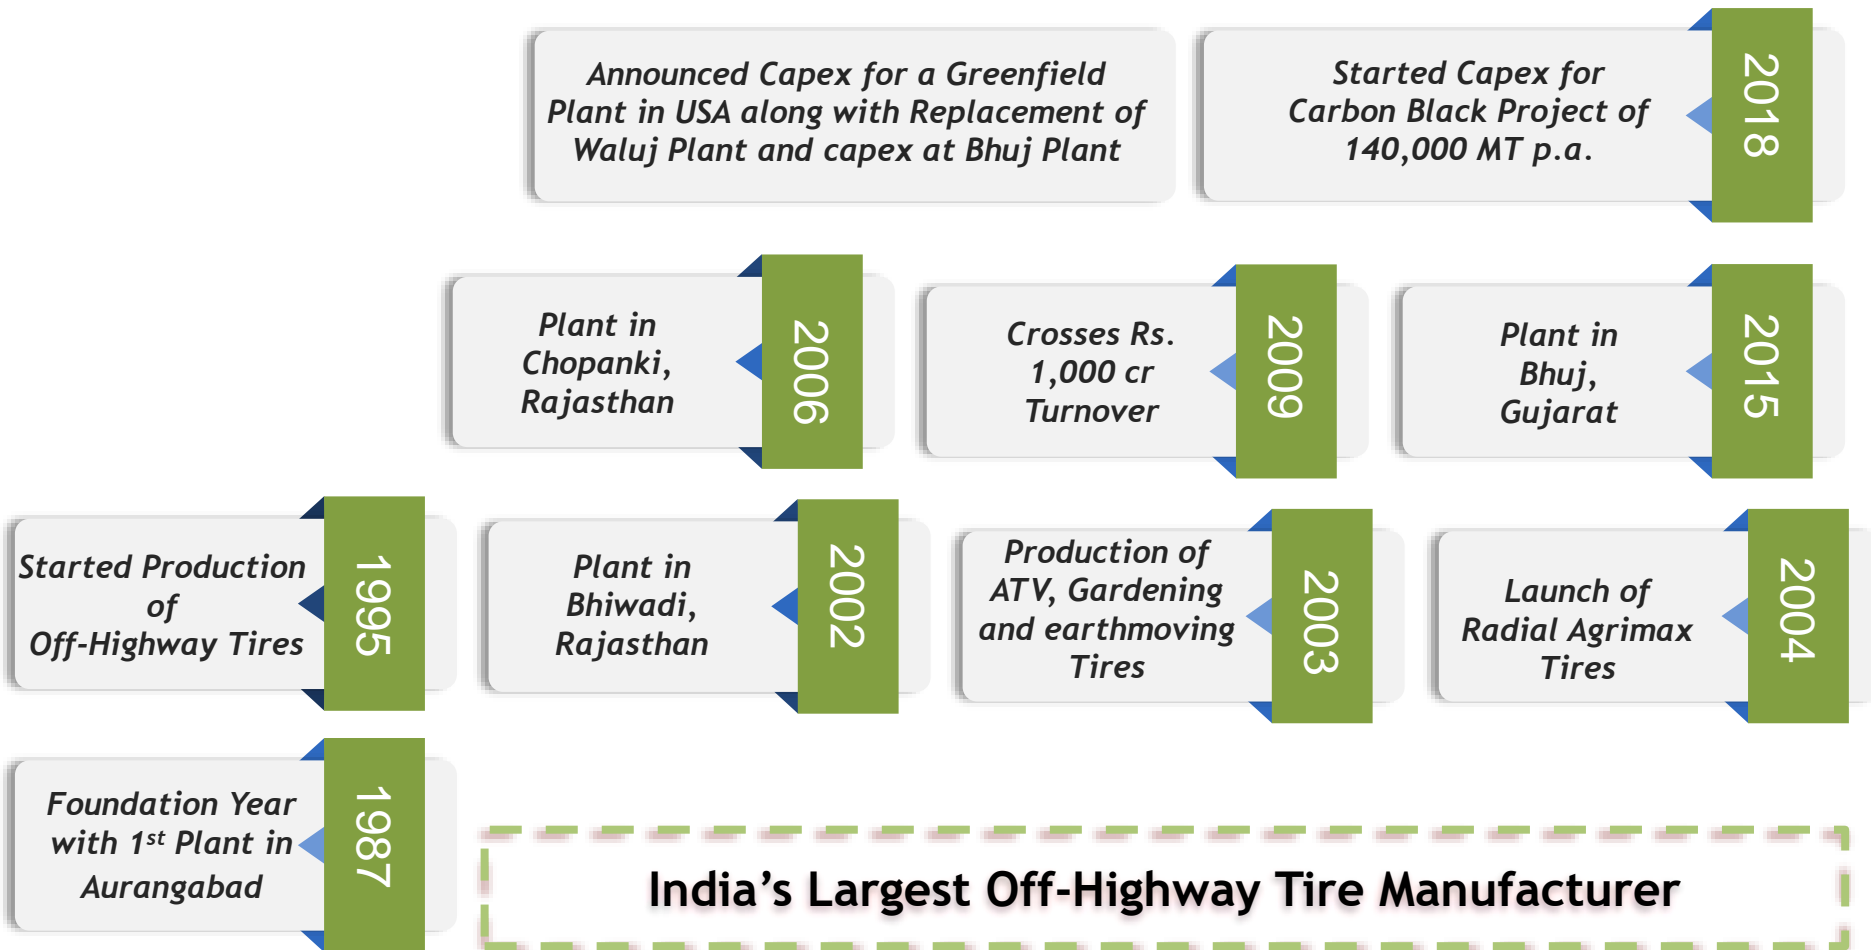 Announced Capex for a Greenfield
Plant in USA along with Replacement of
Waluj Plant and capex at Bhuj Plant
Started Capex for
Carbon Black Project of
140,000 MT p.a.
2018
Plant in
Chopanki,
Rajasthan
2006
Crosses Rs.
1,000 cr
Turnover
2009
Plant in
Bhuj,
Gujarat
2015
Started Production
of
Off-Highway Tires
1995
Plant in
Bhiwadi,
Rajasthan
2002
Production of
ATV, Gardening
and earthmoving
Tires
2003
Launch of
Radial Agrimax
Tires
2004
Foundation Year
with 1st Plant in
Aurangabad
1987
India’s Largest Off-Highway Tire Manufacturer